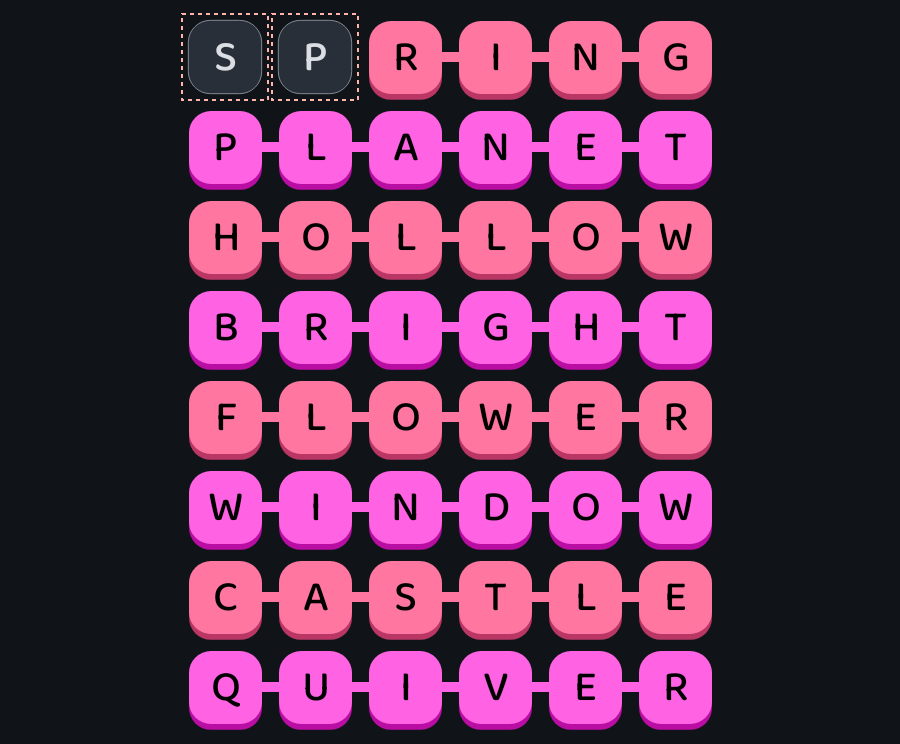 SPRING
PLANET
HOLLOW
BRIGHT
FLOWER
WINDOW
CASTLE
QUIVER